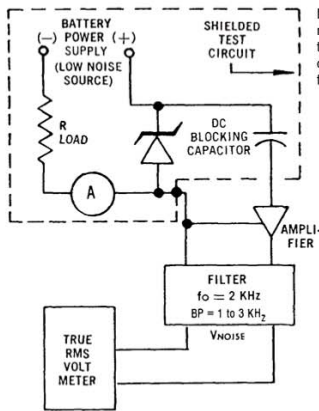 BATTERY
(−) POWER (+)
SUPPLY
(LOW NOISE
SOURCE)
SHIELDED
TEST
CIRCUIT
R
LOAD
DC
BLOCKING
CAPACITOR
A
AMPLI-
FIER
FILTER
fo = 2 KHz
BP = 1 to 3 KHz
VNOISE
TRUE
RMS
VOLT
METER